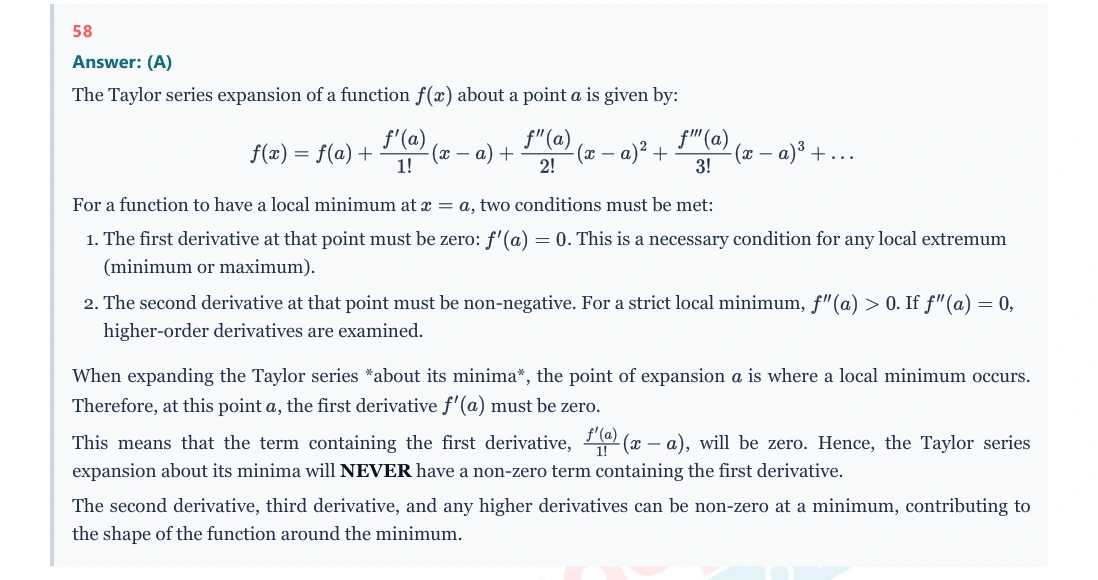 58
Answer: (A)
The Taylor series expansion of a function f(x) about a point a is given by:
f(x) = f(a) + f′(a)/1! (x − a) + f″(a)/2! (x − a)² + f‴(a)/3! (x − a)³ + …
For a function to have a local minimum at x = a, two conditions must be met:
1. The first derivative at that point must be zero: f′(a) = 0. This is a necessary condition for any local extremum
(minimum or maximum).
2. The second derivative at that point must be non-negative. For a strict local minimum, f″(a) > 0. If f″(a) = 0,
higher-order derivatives are examined.
When expanding the Taylor series *about its minima*, the point of expansion a is where a local minimum occurs.
Therefore, at this point a, the first derivative f′(a) must be zero.
This means that the term containing the first derivative, f′(a)/1! (x − a), will be zero. Hence, the Taylor series
expansion about its minima will NEVER have a non-zero term containing the first derivative.
The second derivative, third derivative, and any higher derivatives can be non-zero at a minimum, contributing to
the shape of the function around the minimum.